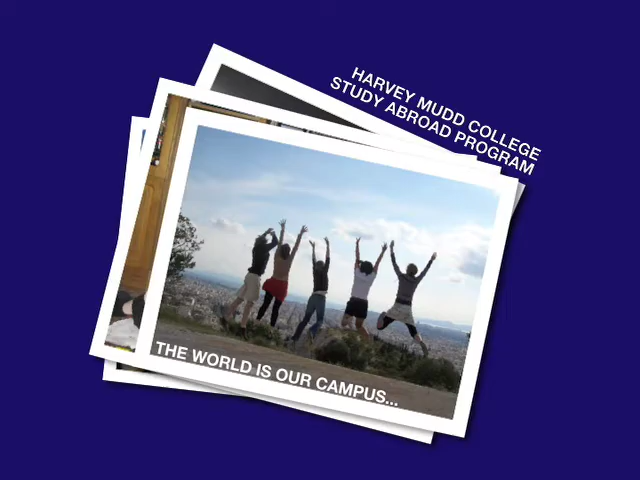 HARVEY MUDD COLLEGE
STUDY ABROAD PROGRAM
THE WORLD IS OUR CAMPUS...